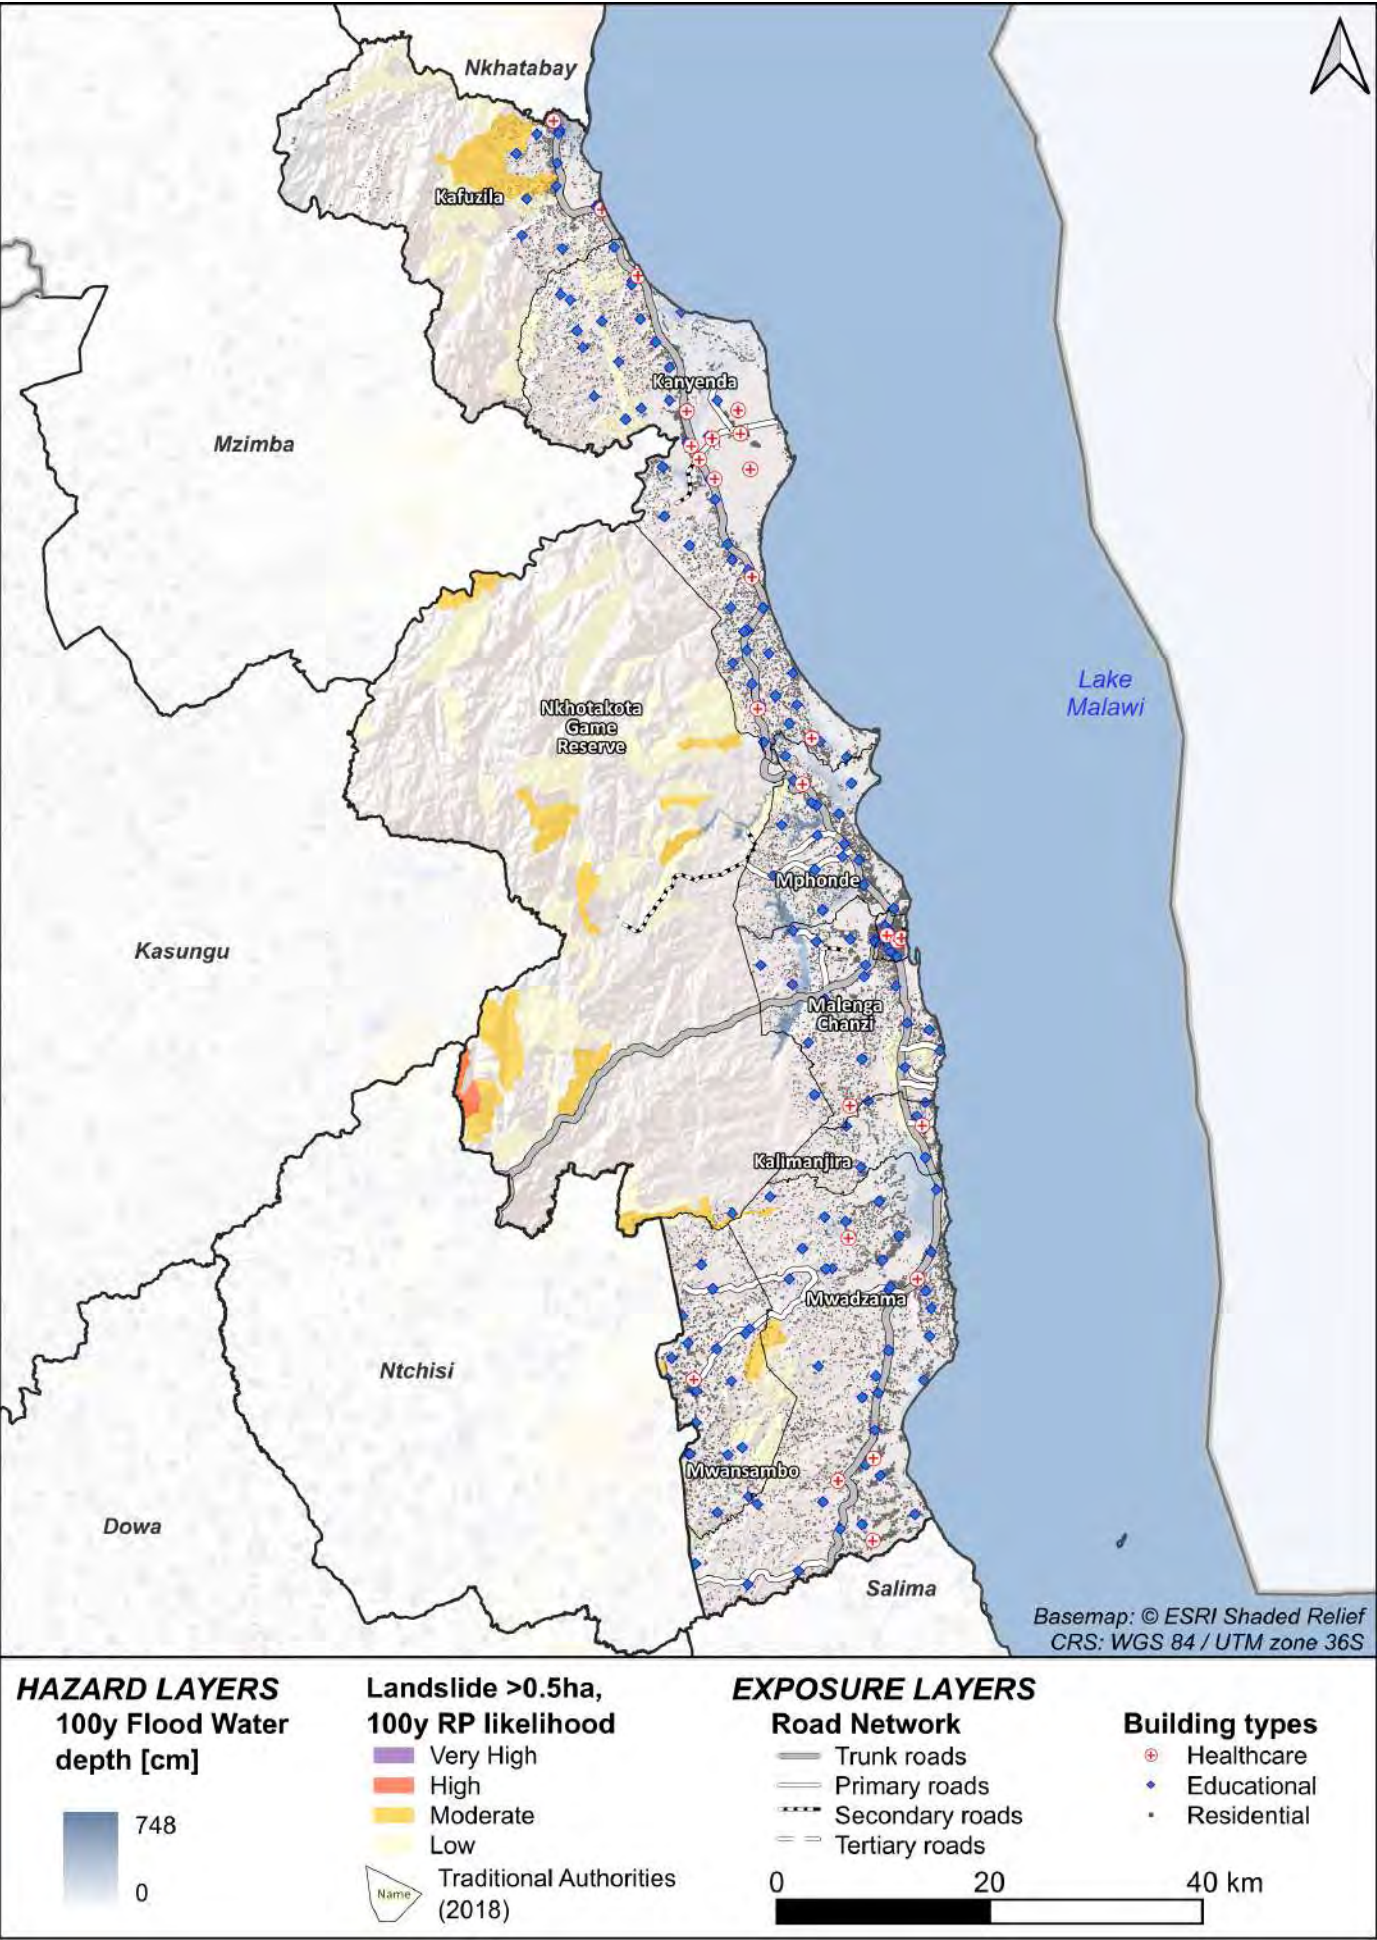 Nkhatabay
Kafuzila
Kanyenda
Mzimba
Lake
Malawi
Nkhotakota
Game
Reserve
Mphonde
Kasungu
Malenga
Chanzi
Kalimanjira
Mwadzama
Ntchisi
Mwansambo
Dowa
Salima
Basemap: © ESRI Shaded Relief
CRS: WGS 84 / UTM zone 36S
HAZARD LAYERS
100y Flood Water
depth [cm]
748
0
Landslide >0.5ha,
100y RP likelihood
Very High
High
Moderate
Low
Name
Traditional Authorities
(2018)
EXPOSURE LAYERS
Road Network
Trunk roads
Primary roads
Secondary roads
Tertiary roads
Building types
Healthcare
Educational
Residential
0 20 40 km